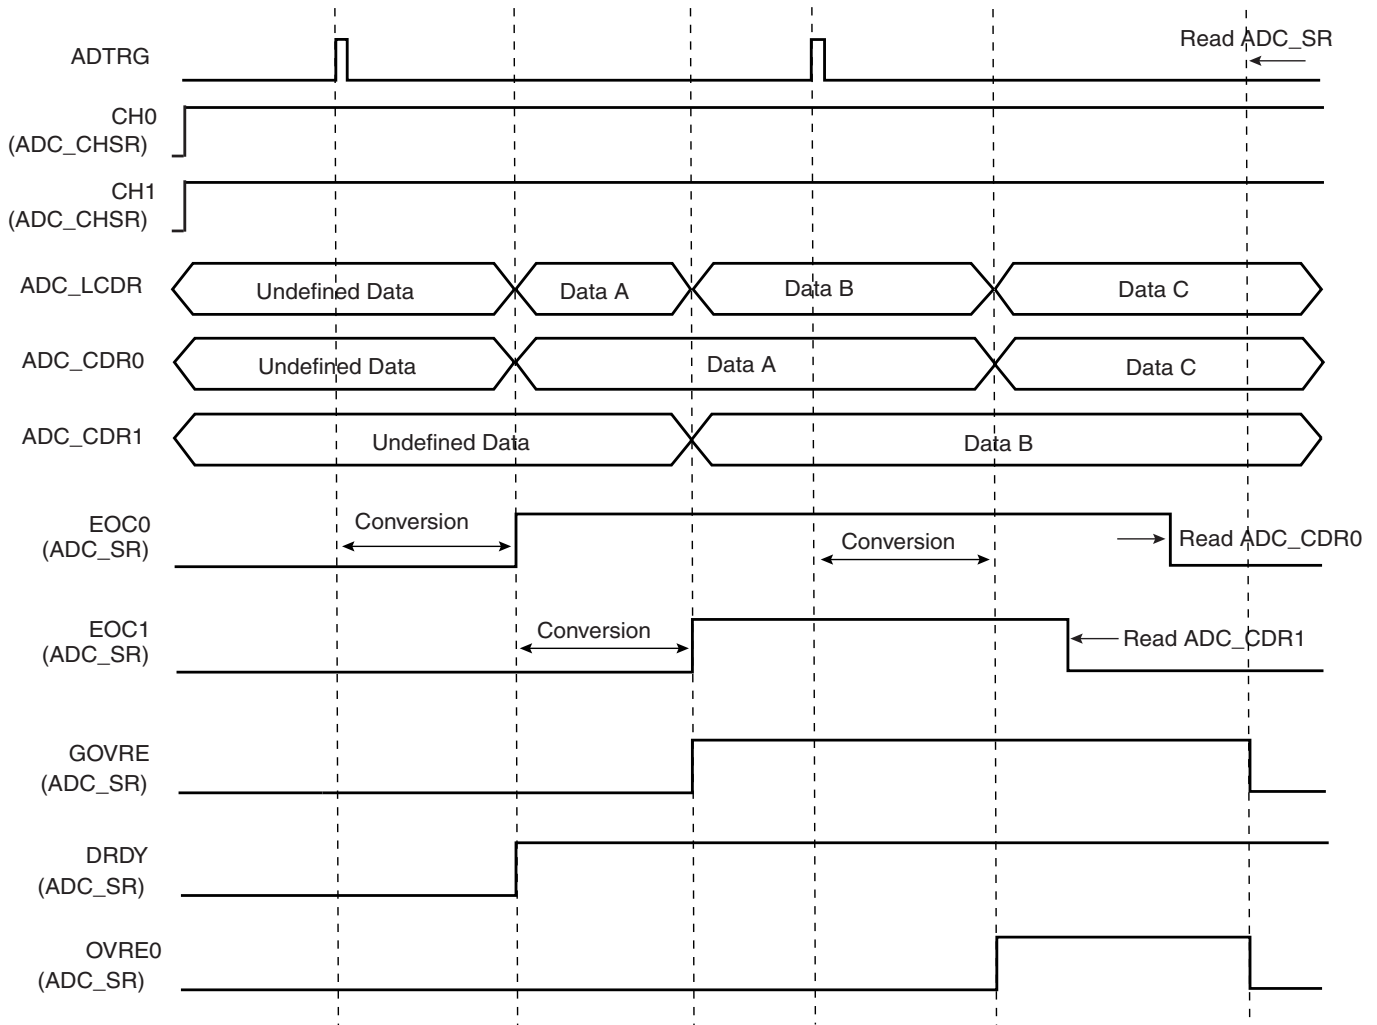 Read ADC_SR
ADTRG
CH0
(ADC_CHSR)
CH1
(ADC_CHSR)
ADC_LCDR
Undefined Data
Data A
Data B
Data C
ADC_CDR0
Undefined Data
Data A
Data C
ADC_CDR1
Undefined Data
Data B
EOC0
(ADC_SR)
Conversion
Conversion
Read ADC_CDR0
EOC1
(ADC_SR)
Conversion
Read ADC_CDR1
GOVRE
(ADC_SR)
DRDY
(ADC_SR)
OVRE0
(ADC_SR)